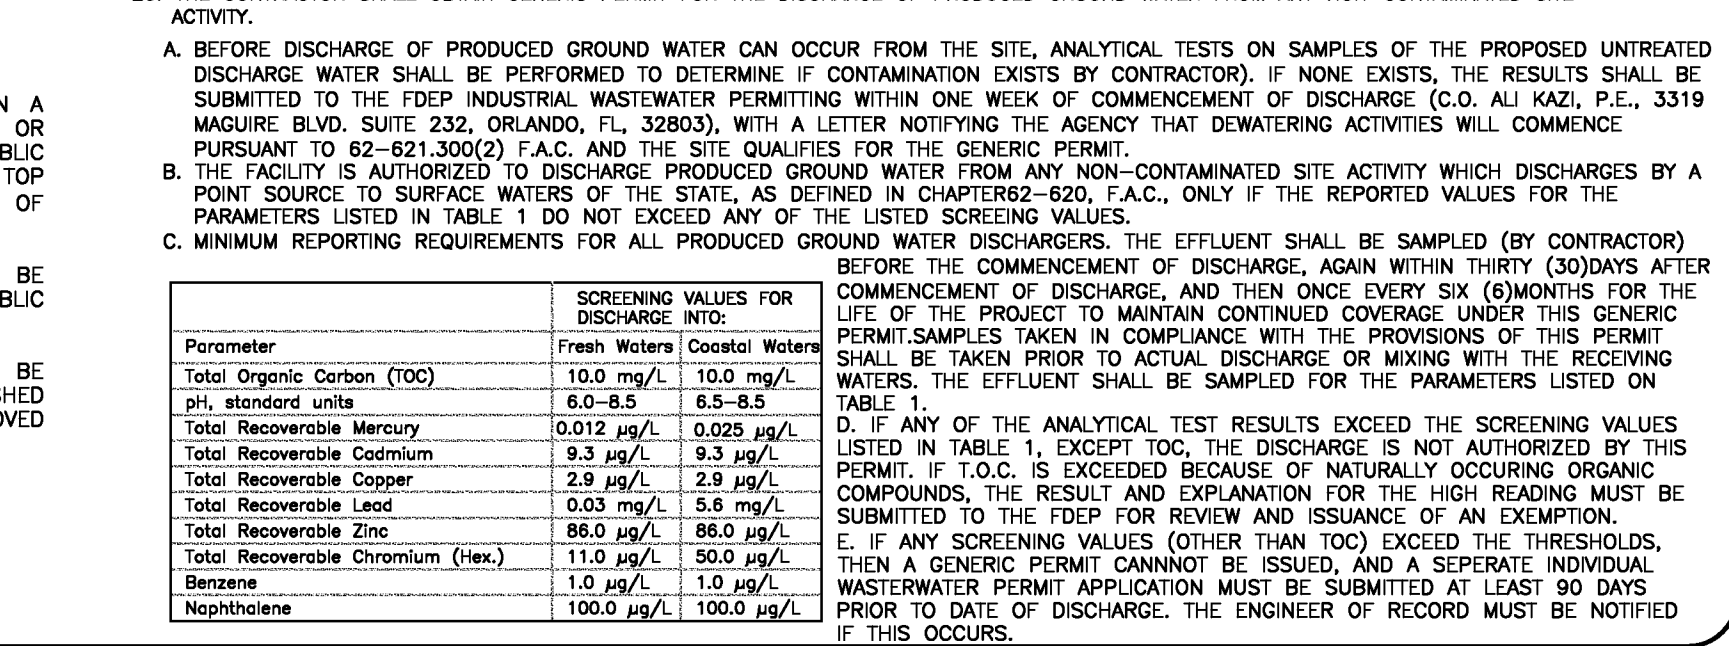 ACTIVITY.
A. BEFORE DISCHARGE OF PRODUCED GROUND WATER CAN OCCUR FROM THE SITE, ANALYTICAL TESTS ON SAMPLES OF THE PROPOSED UNTREATED
DISCHARGE WATER SHALL BE PERFORMED TO DETERMINE IF CONTAMINATION EXISTS BY CONTRACTOR). IF NONE EXISTS, THE RESULTS SHALL BE
SUBMITTED TO THE FDEP INDUSTRIAL WASTEWATER PERMITTING WITHIN ONE WEEK OF COMMENCEMENT OF DISCHARGE (C.O. ALI KAZI, P.E., 3319
MAGUIRE BLVD. SUITE 232, ORLANDO, FL, 32803), WITH A LETTER NOTIFYING THE AGENCY THAT DEWATERING ACTIVITIES WILL COMMENCE
PURSUANT TO 62-621.300(2) F.A.C. AND THE SITE QUALIFIES FOR THE GENERIC PERMIT.
B. THE FACILITY IS AUTHORIZED TO DISCHARGE PRODUCED GROUND WATER FROM ANY NON-CONTAMINATED SITE ACTIVITY WHICH DISCHARGES BY A
POINT SOURCE TO SURFACE WATERS OF THE STATE, AS DEFINED IN CHAPTER62-620, F.A.C., ONLY IF THE REPORTED VALUES FOR THE
PARAMETERS LISTED IN TABLE 1 DO NOT EXCEED ANY OF THE LISTED SCREEING VALUES.
C. MINIMUM REPORTING REQUIREMENTS FOR ALL PRODUCED GROUND WATER DISCHARGERS. THE EFFLUENT SHALL BE SAMPLED (BY CONTRACTOR)
BEFORE THE COMMENCEMENT OF DISCHARGE, AGAIN WITHIN THIRTY (30)DAYS AFTER
COMMENCEMENT OF DISCHARGE, AND THEN ONCE EVERY SIX (6)MONTHS FOR THE
LIFE OF THE PROJECT TO MAINTAIN CONTINUED COVERAGE UNDER THIS GENERIC
PERMIT.SAMPLES TAKEN IN COMPLIANCE WITH THE PROVISIONS OF THIS PERMIT
SHALL BE TAKEN PRIOR TO ACTUAL DISCHARGE OR MIXING WITH THE RECEIVING
WATERS. THE EFFLUENT SHALL BE SAMPLED FOR THE PARAMETERS LISTED ON
TABLE 1.
D. IF ANY OF THE ANALYTICAL TEST RESULTS EXCEED THE SCREENING VALUES
LISTED IN TABLE 1, EXCEPT TOC, THE DISCHARGE IS NOT AUTHORIZED BY THIS
PERMIT. IF T.O.C. IS EXCEEDED BECAUSE OF NATURALLY OCCURING ORGANIC
COMPOUNDS, THE RESULT AND EXPLANATION FOR THE HIGH READING MUST BE
SUBMITTED TO THE FDEP FOR REVIEW AND ISSUANCE OF AN EXEMPTION.
E. IF ANY SCREENING VALUES (OTHER THAN TOC) EXCEED THE THRESHOLDS,
THEN A GENERIC PERMIT CANNNOT BE ISSUED, AND A SEPERATE INDIVIDUAL
WASTERWATER PERMIT APPLICATION MUST BE SUBMITTED AT LEAST 90 DAYS
PRIOR TO DATE OF DISCHARGE. THE ENGINEER OF RECORD MUST BE NOTIFIED
IF THIS OCCURS.
SCREENING VALUES FOR
DISCHARGE INTO:
Parameter Fresh Waters Coastal Waters
Total Organic Carbon (TOC) 10.0 mg/L 10.0 mg/L
pH, standard units 6.0-8.5 6.5-8.5
Total Recoverable Mercury 0.012 µg/L 0.025 µg/L
Total Recoverable Cadmium 9.3 µg/L 9.3 µg/L
Total Recoverable Copper 2.9 µg/L 2.9 µg/L
Total Recoverable Lead 0.03 mg/L 5.6 mg/L
Total Recoverable Zinc 86.0 µg/L 86.0 µg/L
Total Recoverable Chromium (Hex.) 11.0 µg/L 50.0 µg/L
Benzene 1.0 µg/L 1.0 µg/L
Naphthalene 100.0 µg/L 100.0 µg/L
N A
OR
BLIC
TOP
OF
BE
BLIC
BE
SHED
OVED